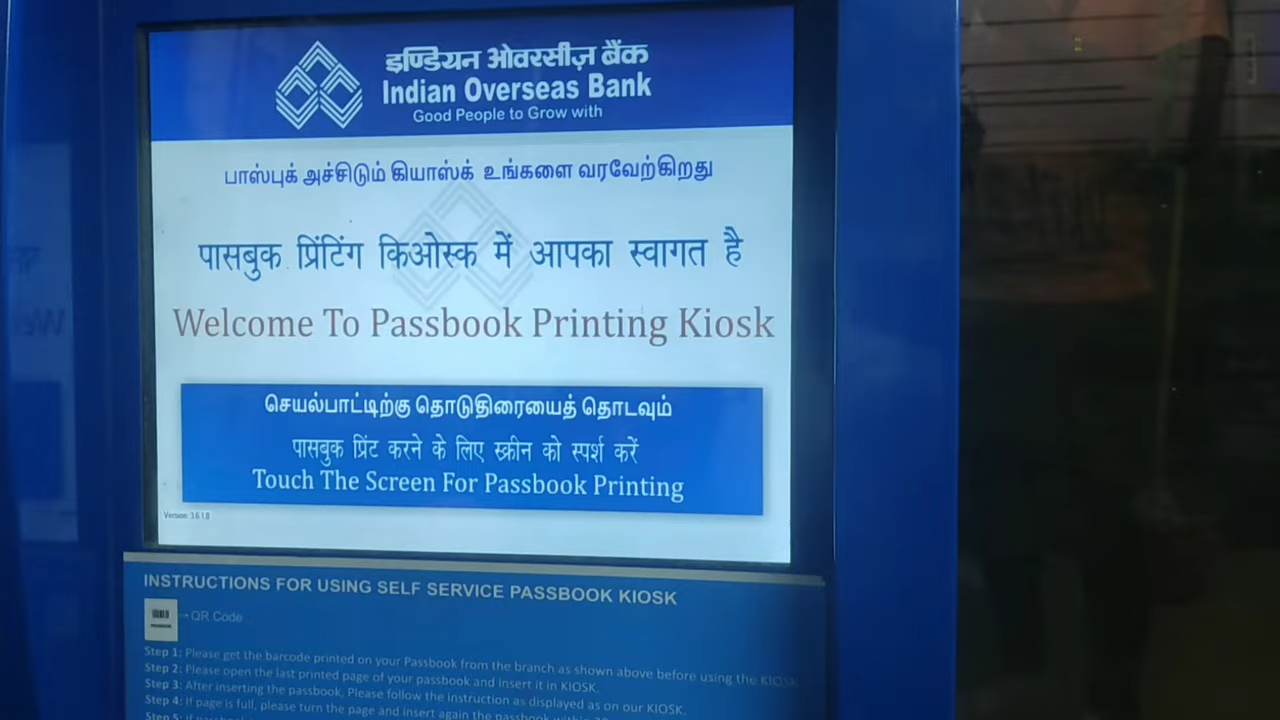 इण्डियन ओवरसीज़ बैंक
Indian Overseas Bank
Good People to Grow with
பாஸ்புக் அச்சிடும் கியாஸ்க் உங்களை வரவேற்கிறது
पासबुक प्रिंटिंग किओस्क में आपका स्वागत है
Welcome To Passbook Printing Kiosk
செயல்பாட்டிற்கு தொடுதிரையைத் தொடவும்
पासबुक प्रिंट करने के लिए स्क्रीन को स्पर्श करें
Touch The Screen For Passbook Printing
Version: 3.6.1.8
INSTRUCTIONS FOR USING SELF SERVICE PASSBOOK KIOSK
QR Code
Step 1: Please get the barcode printed on your Passbook from the branch as shown above before using the KIOSK
Step 2: Please open the last printed page of your passbook and insert it in KIOSK.
Step 3: After inserting the passbook, Please follow the instruction as displayed as on our KIOSK.
Step 4: If page is full, please turn the page and insert again the passbook within
Step 5: If